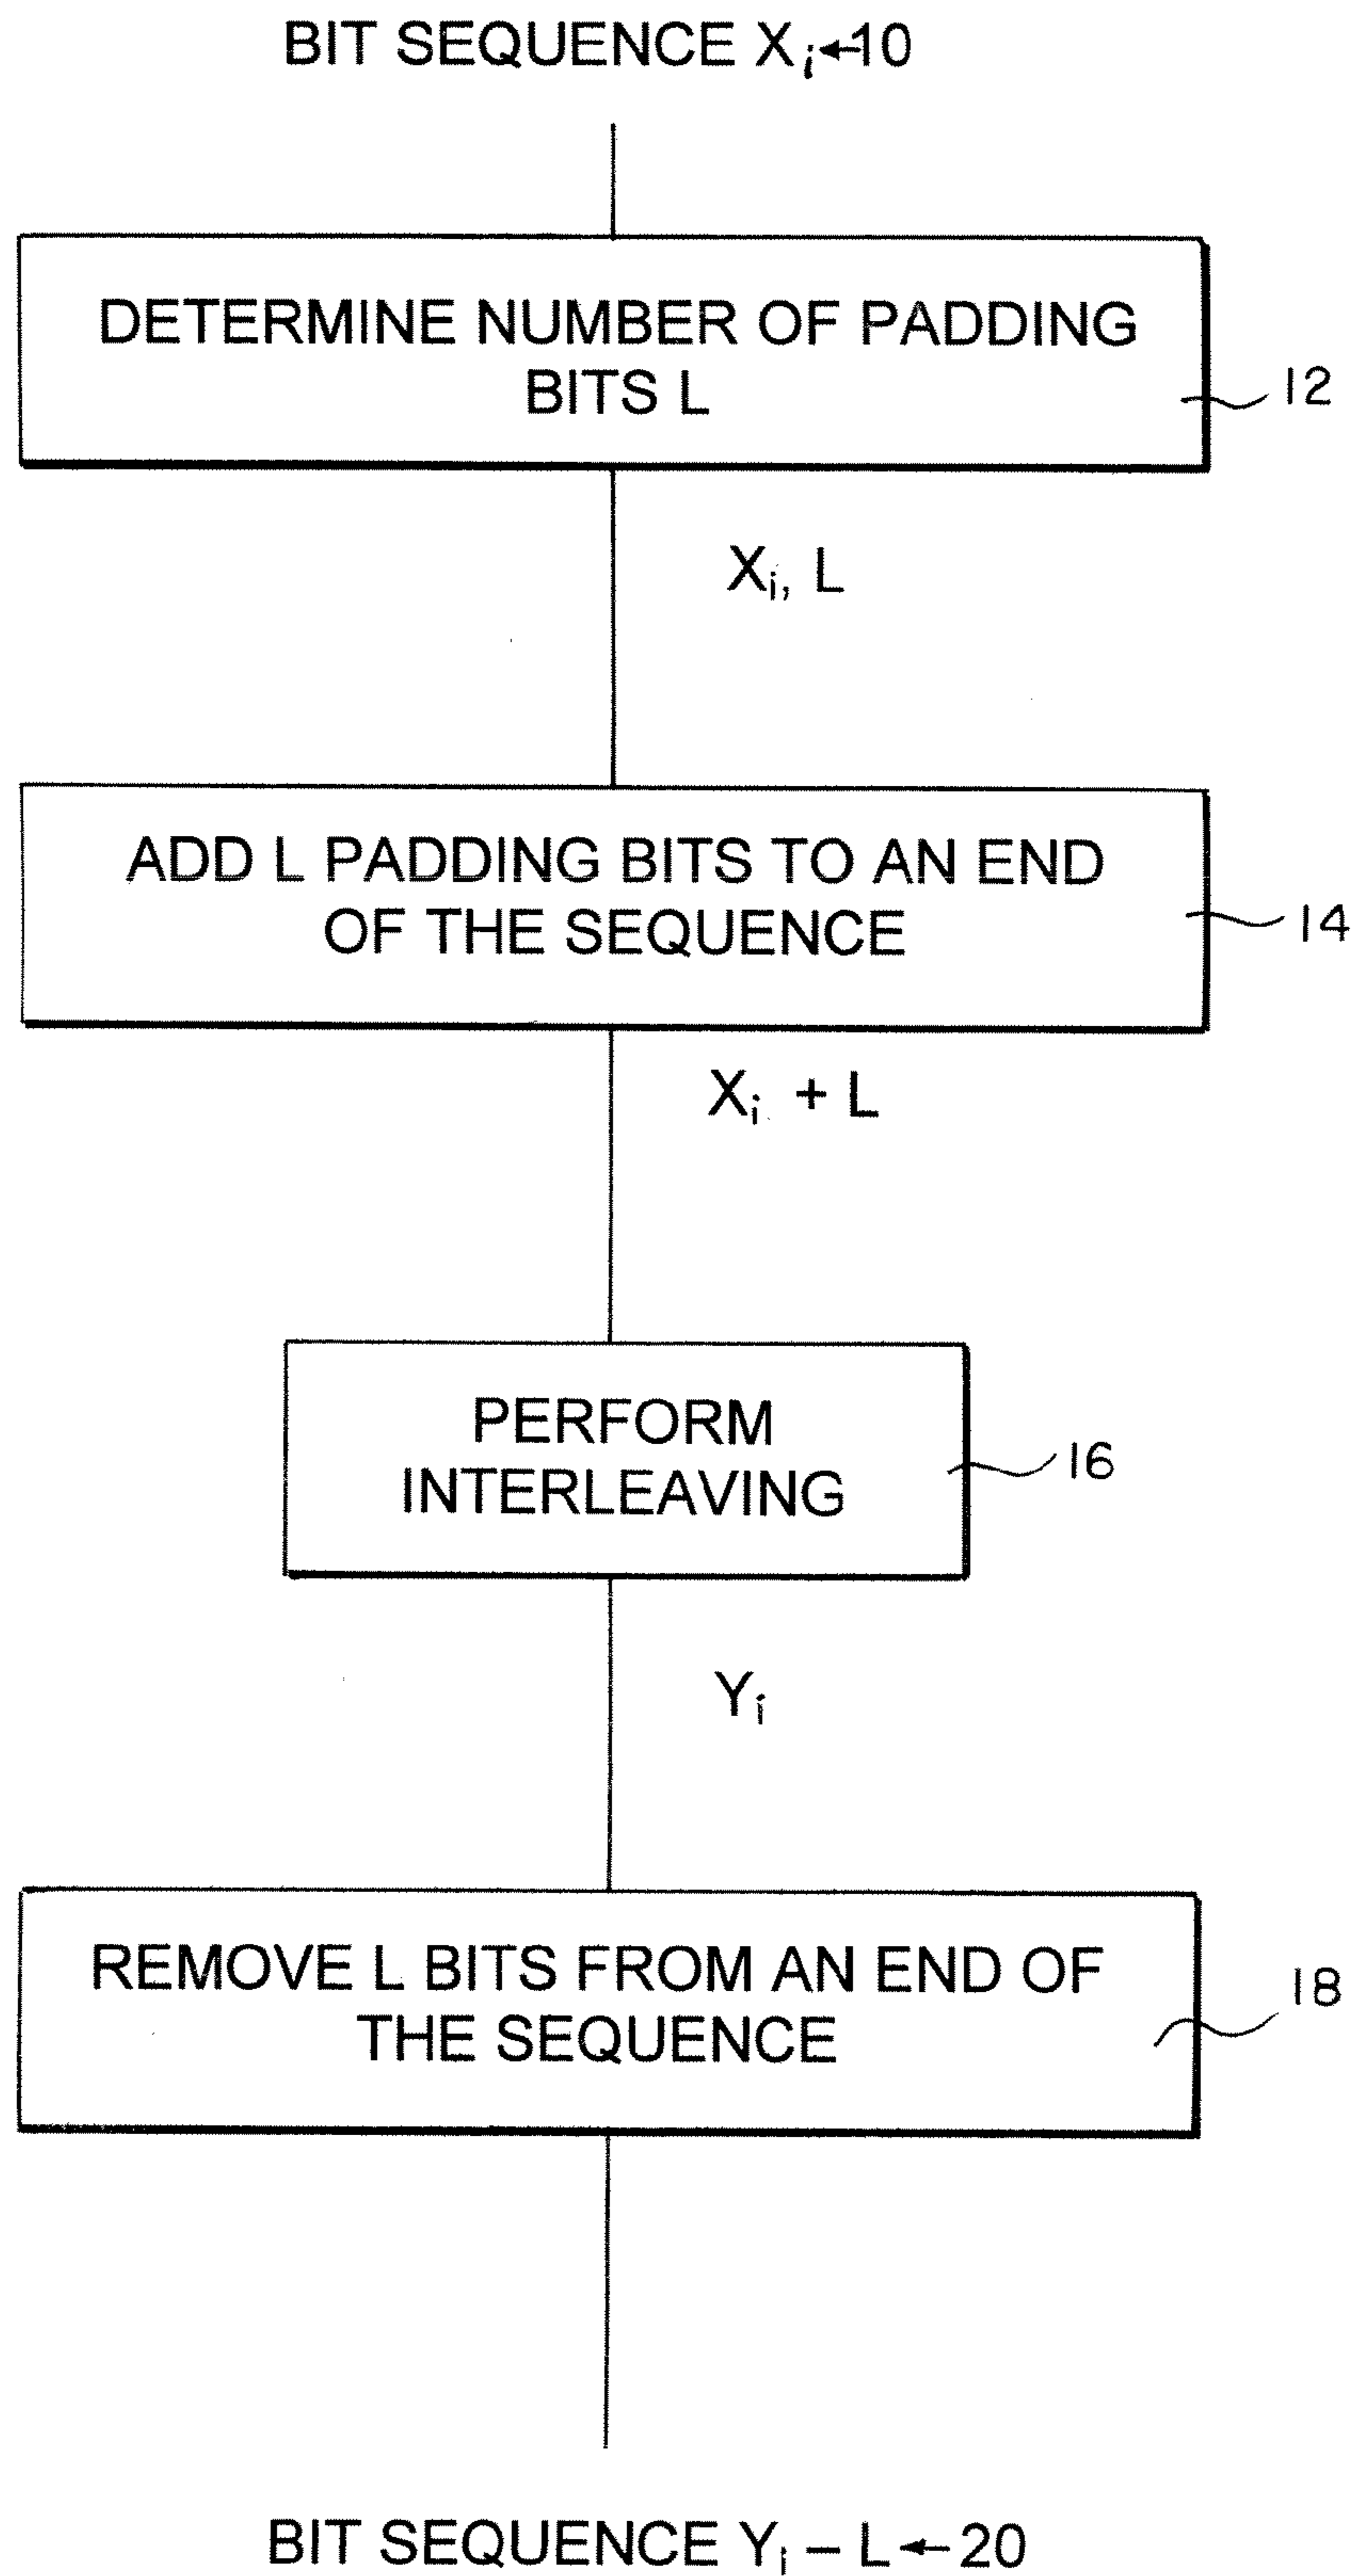 BIT SEQUENCE Xi←10
DETERMINE NUMBER OF PADDING
BITS L
12
Xi, L
ADD L PADDING BITS TO AN END
OF THE SEQUENCE
14
Xi + L
PERFORM
INTERLEAVING
16
Yi
REMOVE L BITS FROM AN END OF
THE SEQUENCE
18
BIT SEQUENCE Yi – L←20